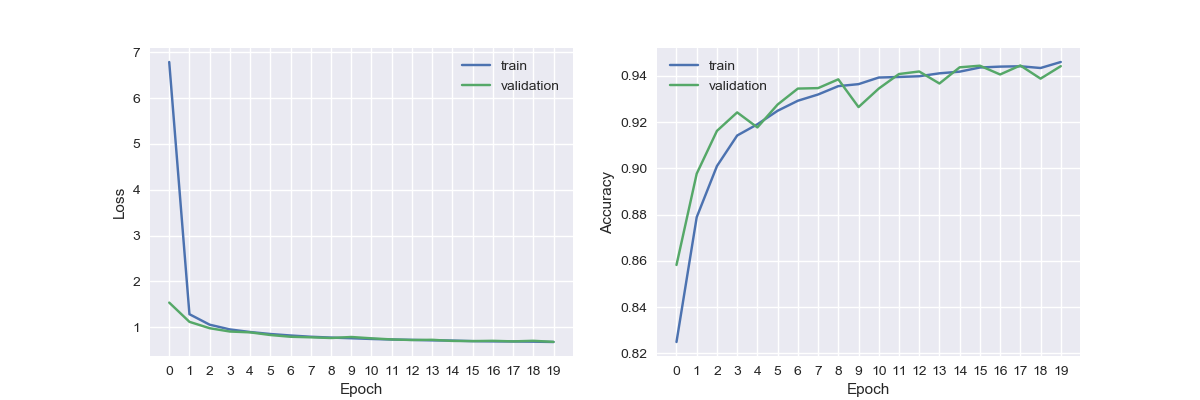 7
6
5
4
3
2
1
Loss
train
validation
0 1 2 3 4 5 6 7 8 9 10 11 12 13 14 15 16 17 18 19
Epoch
0.94
0.92
0.90
0.88
0.86
0.84
0.82
Accuracy
train
validation
0 1 2 3 4 5 6 7 8 9 10 11 12 13 14 15 16 17 18 19
Epoch